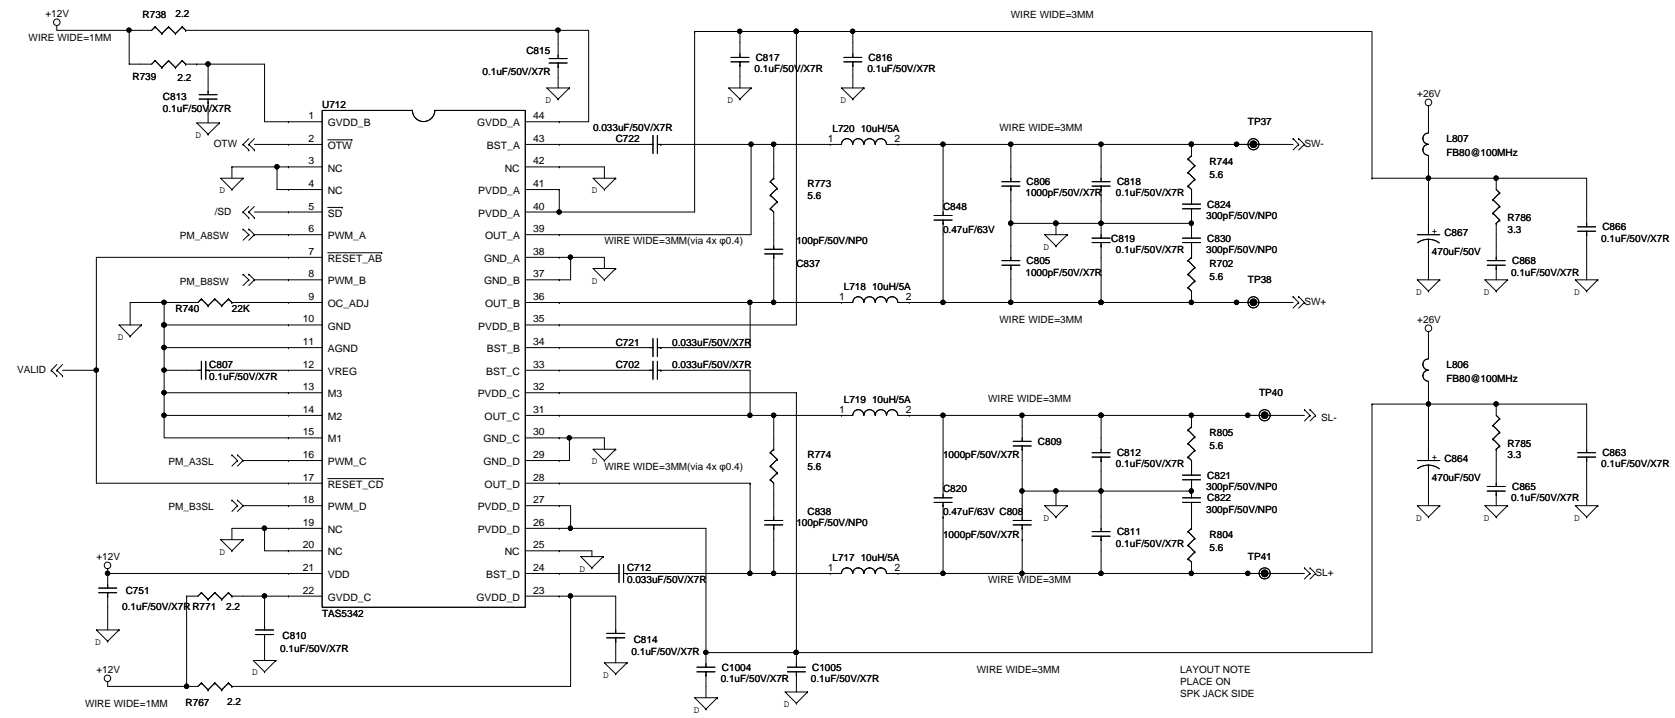 +12V
WIRE WIDE=1MM
R738 2.2
R739 2.2
C813
0.1uF/50V/X7R
D
C815
0.1uF/50V/X7R
D
WIRE WIDE=3MM
C817
0.1uF/50V/X7R
D
C816
0.1uF/50V/X7R
D
U712
1 GVDD_B
2 OTW
3 NC
4 NC
5 SD
6 PWM_A
7 RESET_AB
8 PWM_B
9 OC_ADJ
10 GND
11 AGND
12 VREG
13 M3
14 M2
15 M1
16 PWM_C
17 RESET_CD
18 PWM_D
19 NC
20 NC
21 VDD
22 GVDD_C
GVDD_A 44
BST_A 43
NC 42
PVDD_A 41
PVDD_A 40
OUT_A 39
GND_A 38
GND_B 37
OUT_B 36
PVDD_B 35
BST_B 34
BST_C 33
PVDD_C 32
OUT_C 31
GND_C 30
GND_D 29
OUT_D 28
PVDD_D 27
PVDD_D 26
NC 25
BST_D 24
GVDD_D 23
TAS5342
OTW
D
/SD
PM_A8SW
PM_B8SW
R740 22K
D
VALID
C807
0.1uF/50V/X7R
PM_A3SL
PM_B3SL
D
+12V
C751
0.1uF/50V/X7R
D
R771 2.2
C810
0.1uF/50V/X7R
D
+12V
WIRE WIDE=1MM
R767 2.2
0.033uF/50V/X7R
C722
D
WIRE WIDE=3MM(via 4x φ0.4)
D
C721 0.033uF/50V/X7R
C702 0.033uF/50V/X7R
D
WIRE WIDE=3MM(via 4x φ0.4)
D
C712
0.033uF/50V/X7R
C814
0.1uF/50V/X7R
D
C1004
0.1uF/50V/X7R
D
C1005
0.1uF/50V/X7R
D
WIRE WIDE=3MM
LAYOUT NOTE
PLACE ON
SPK JACK SIDE
R773
5.6
100pF/50V/NP0
C837
L720 10uH/5A
1 2
WIRE WIDE=3MM
TP37
SW-
C848
0.47uF/63V
C806
1000pF/50V/X7R
C818
0.1uF/50V/X7R
R744
5.6
C824
300pF/50V/NP0
D
C805
1000pF/50V/X7R
C819
0.1uF/50V/X7R
C830
300pF/50V/NP0
R702
5.6
L718 10uH/5A
1 2
WIRE WIDE=3MM
TP38
SW+
R774
5.6
C838
100pF/50V/NP0
L719 10uH/5A
1 2
WIRE WIDE=3MM
TP40
SL-
C820
0.47uF/63V
C809
1000pF/50V/X7R
C812
0.1uF/50V/X7R
R805
5.6
C821
300pF/50V/NP0
D
C808
1000pF/50V/X7R
C811
0.1uF/50V/X7R
C822
300pF/50V/NP0
R804
5.6
L717 10uH/5A
1 2
WIRE WIDE=3MM
TP41
SL+
+26V
L807
FB80@100MHz
C867
+
470uF/50V
D
R786
3.3
C868
0.1uF/50V/X7R
D
C866
0.1uF/50V/X7R
D
+26V
L806
FB80@100MHz
C864
+
470uF/50V
D
R785
3.3
C865
0.1uF/50V/X7R
D
C863
0.1uF/50V/X7R
D